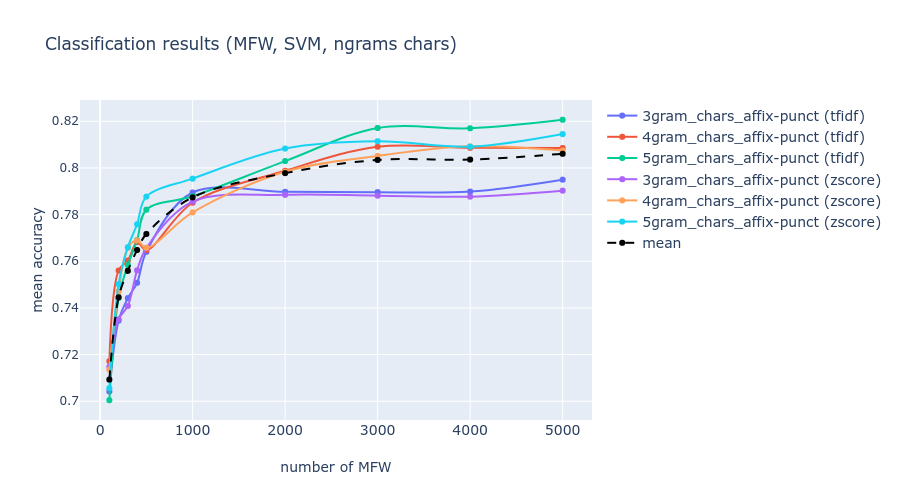 Classification results (MFW, SVM, ngrams chars)
mean accuracy
0.82
0.8
0.78
0.76
0.74
0.72
0.7
0
1000
2000
3000
4000
5000
number of MFW
3gram_chars_affix-punct (tfidf)
4gram_chars_affix-punct (tfidf)
5gram_chars_affix-punct (tfidf)
3gram_chars_affix-punct (zscore)
4gram_chars_affix-punct (zscore)
5gram_chars_affix-punct (zscore)
mean